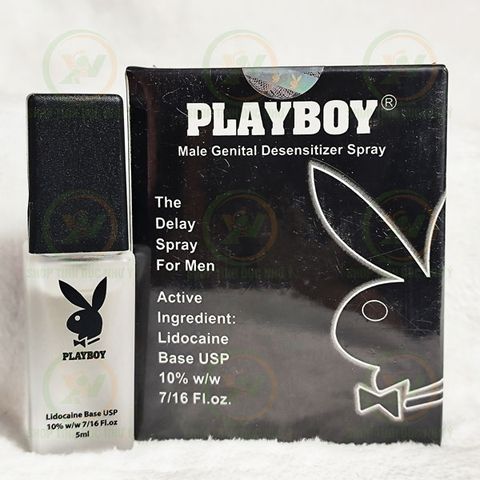 PLAYBOY®
Male Genital Desensitizer Spray
The
Delay
Spray
For Men
Active
Ingredient:
Lidocaine
Base USP
10% w/w
7/16 Fl.oz.
PLAYBOY
Lidocaine Base USP
10% w/w 7/16 Fl.oz
5ml